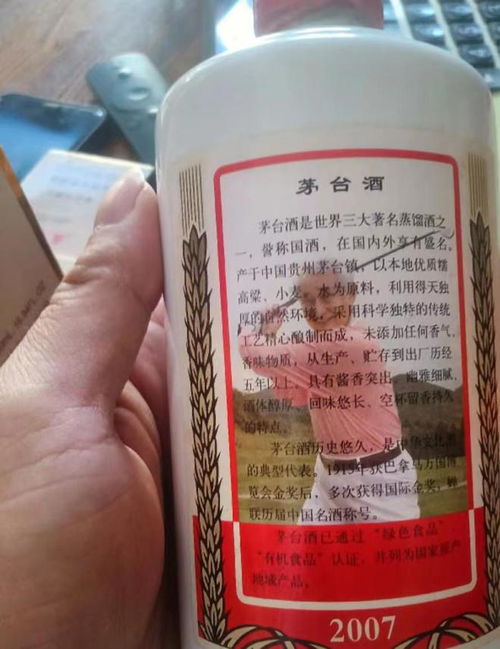 茅台酒
茅台酒是世界三大著名蒸馏酒之
一，誉称国酒，在国内外享有盛名。
产于中国贵州茅台镇，以本地优质糯
高粱、小麦、水为原料，利用得天独
厚的自然环境，采用科学独特的传统
工艺精心酿制而成，未添加任何香气、
香味物质，从生产、贮存到出厂历经
五年以上，具有酱香突出、幽雅细腻、
酒体醇厚、回味悠长、空杯留香持久
的特点。
茅台酒历史悠久，是中华文化
的典型代表。1915年获巴拿马万国博
览会金奖后，多次获得国际金奖，蝉
联历届中国名酒称号。
茅台酒已通过“绿色食品”、
“有机食品”认证，并列为国家原产
地域产品。
2007